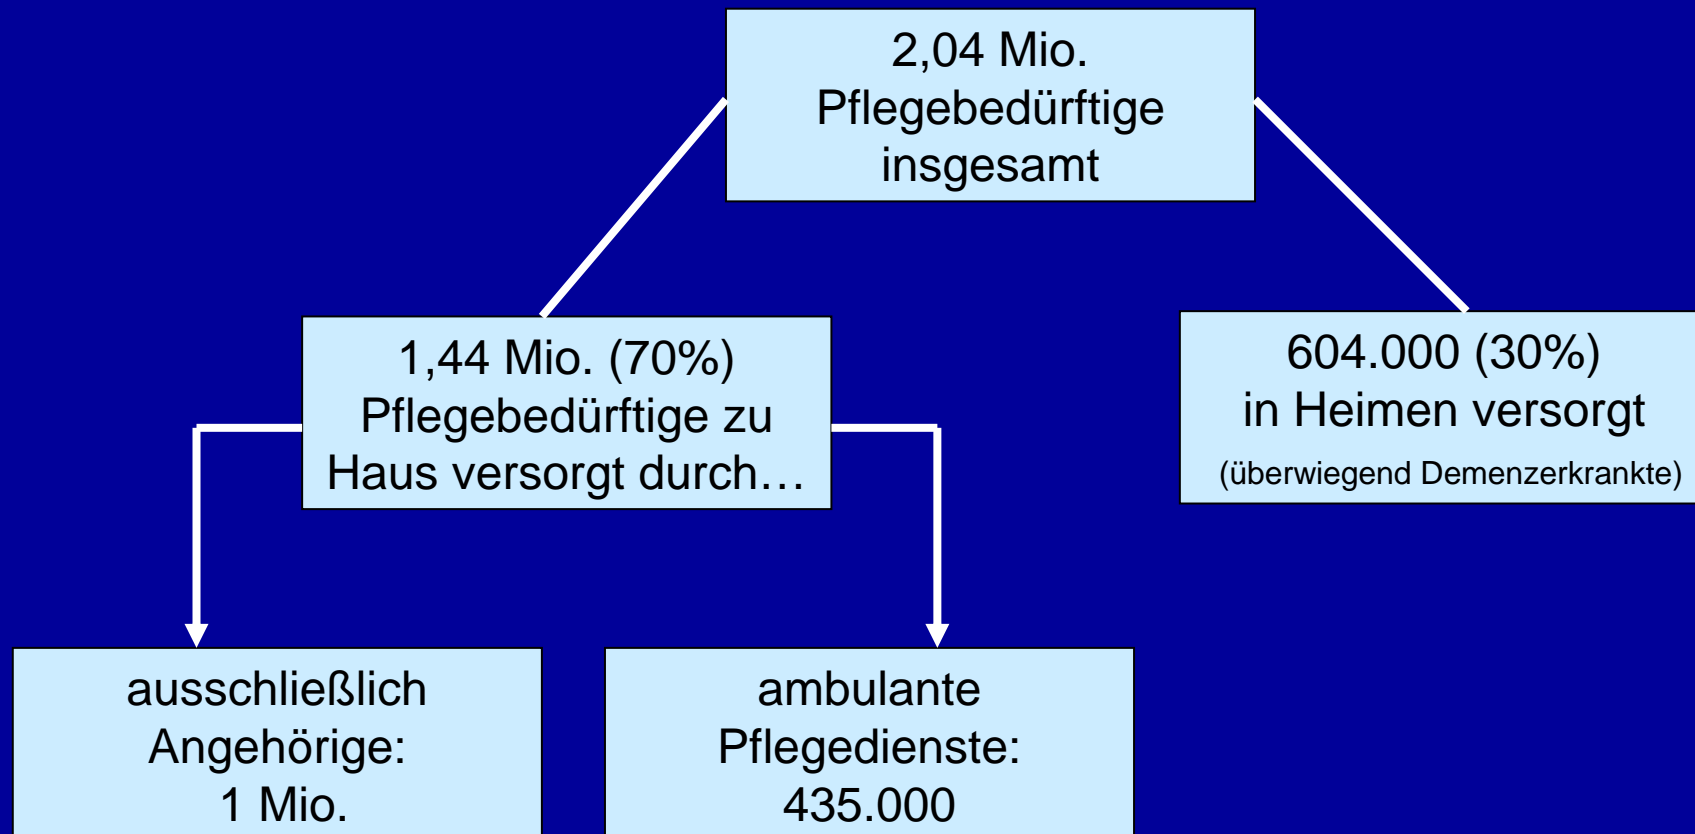 2,04 Mio.
Pflegebedürftige
insgesamt
1,44 Mio. (70%)
Pflegebedürftige zu
Haus versorgt durch…
604.000 (30%)
in Heimen versorgt
(überwiegend Demenzerkrankte)
ausschließlich
Angehörige:
1 Mio.
ambulante
Pflegedienste:
435.000